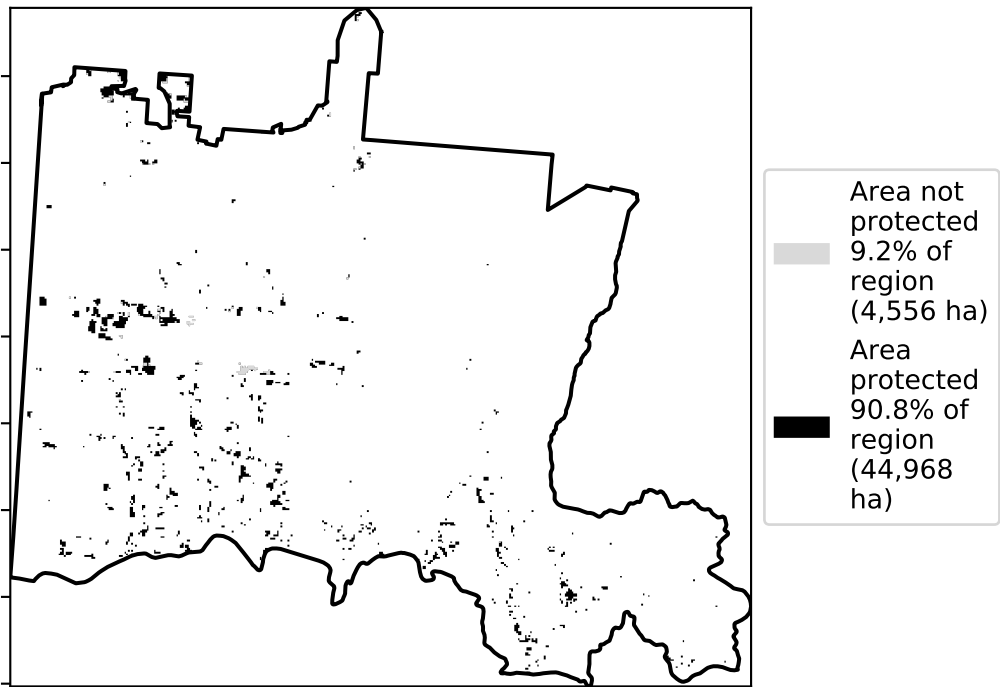 Area not
protected
9.2% of
region
(4,556 ha)
Area
protected
90.8% of
region
(44,968
ha)